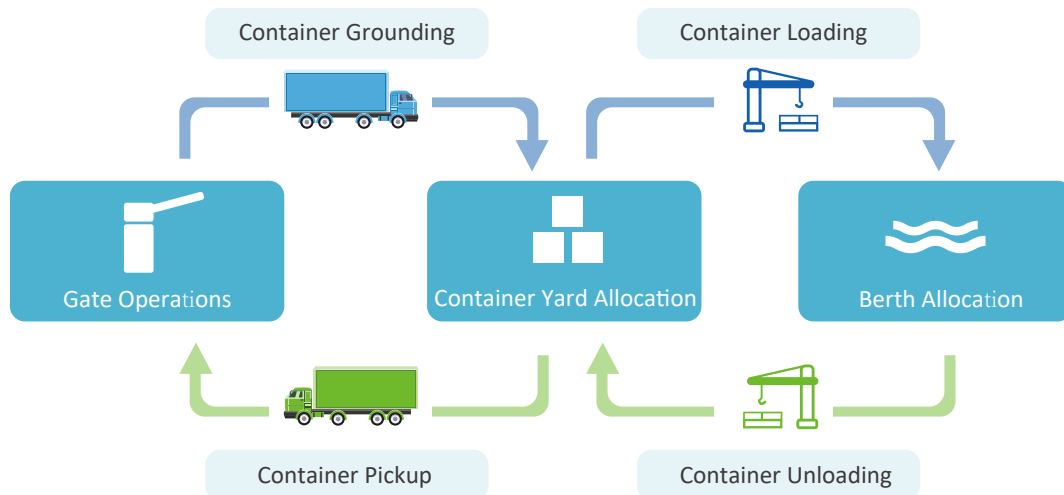 Container Grounding
Container Loading
Gate Operations
Container Yard Allocation
Berth Allocation
Container Pickup
Container Unloading